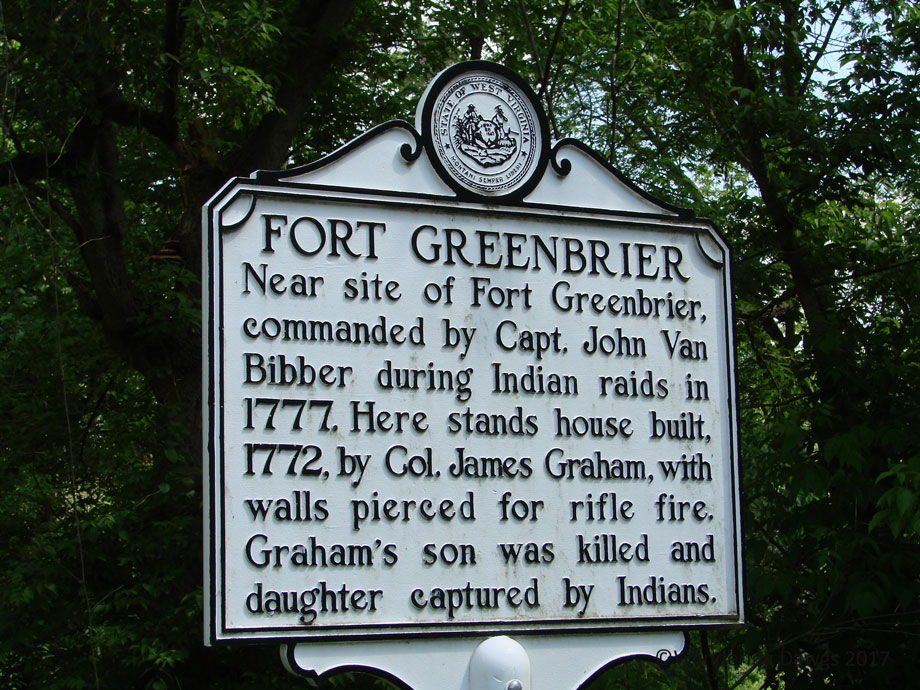 STATE OF WEST VIRGINIA
MONTANI SEMPER LIBERI
FORT GREENBRIER
Near site of Fort Greenbrier,
commanded by Capt. John Van
Bibber during Indian raids in
1777. Here stands house built,
1772, by Col. James Graham, with
walls pierced for rifle fire.
Graham's son was killed and
daughter captured by Indians.
2017